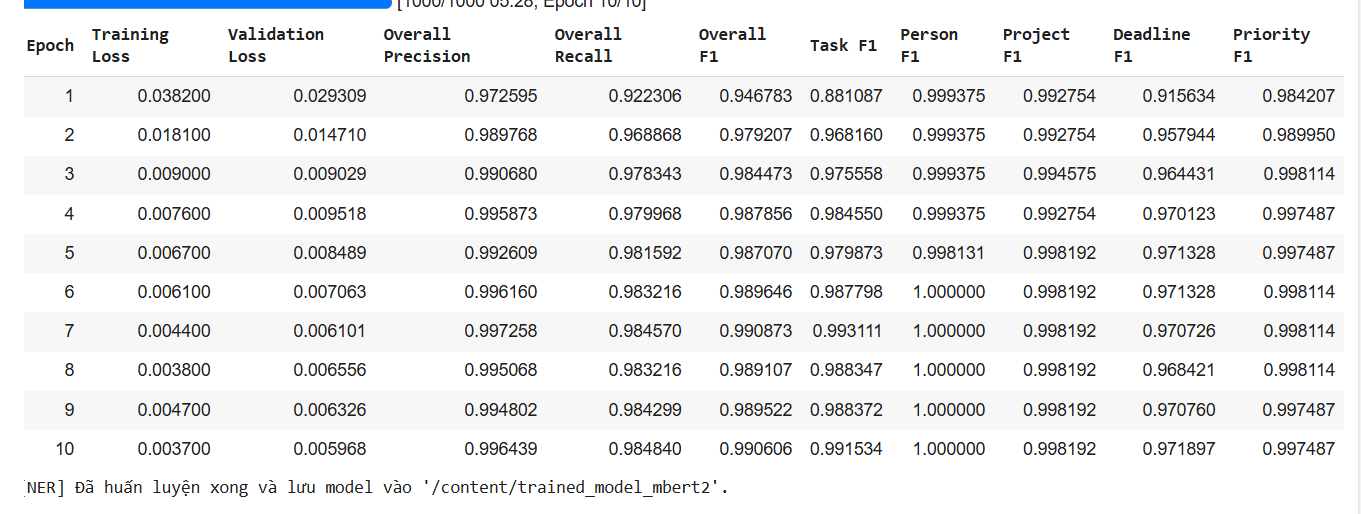 [1000/1000 05:28, Epoch 10/10]
Epoch Training Loss Validation Loss Overall Precision Overall Recall Overall F1 Task F1 Person F1 Project F1 Deadline F1 Priority F1
1 0.038200 0.029309 0.972595 0.922306 0.946783 0.881087 0.999375 0.992754 0.915634 0.984207
2 0.018100 0.014710 0.989768 0.968868 0.979207 0.968160 0.999375 0.992754 0.957944 0.989950
3 0.009000 0.009029 0.990680 0.978343 0.984473 0.975558 0.999375 0.994575 0.964431 0.998114
4 0.007600 0.009518 0.995873 0.979968 0.987856 0.984550 0.999375 0.992754 0.970123 0.997487
5 0.006700 0.008489 0.992609 0.981592 0.987070 0.979873 0.998131 0.998192 0.971328 0.997487
6 0.006100 0.007063 0.996160 0.983216 0.989646 0.987798 1.000000 0.998192 0.971328 0.998114
7 0.004400 0.006101 0.997258 0.984570 0.990873 0.993111 1.000000 0.998192 0.970726 0.998114
8 0.003800 0.006556 0.995068 0.983216 0.989107 0.988347 1.000000 0.998192 0.968421 0.998114
9 0.004700 0.006326 0.994802 0.984299 0.989522 0.988372 1.000000 0.998192 0.970760 0.997487
10 0.003700 0.005968 0.996439 0.984840 0.990606 0.991534 1.000000 0.998192 0.971897 0.997487
[NER] Đã huấn luyện xong và lưu model vào '/content/trained_model_mbert2'.